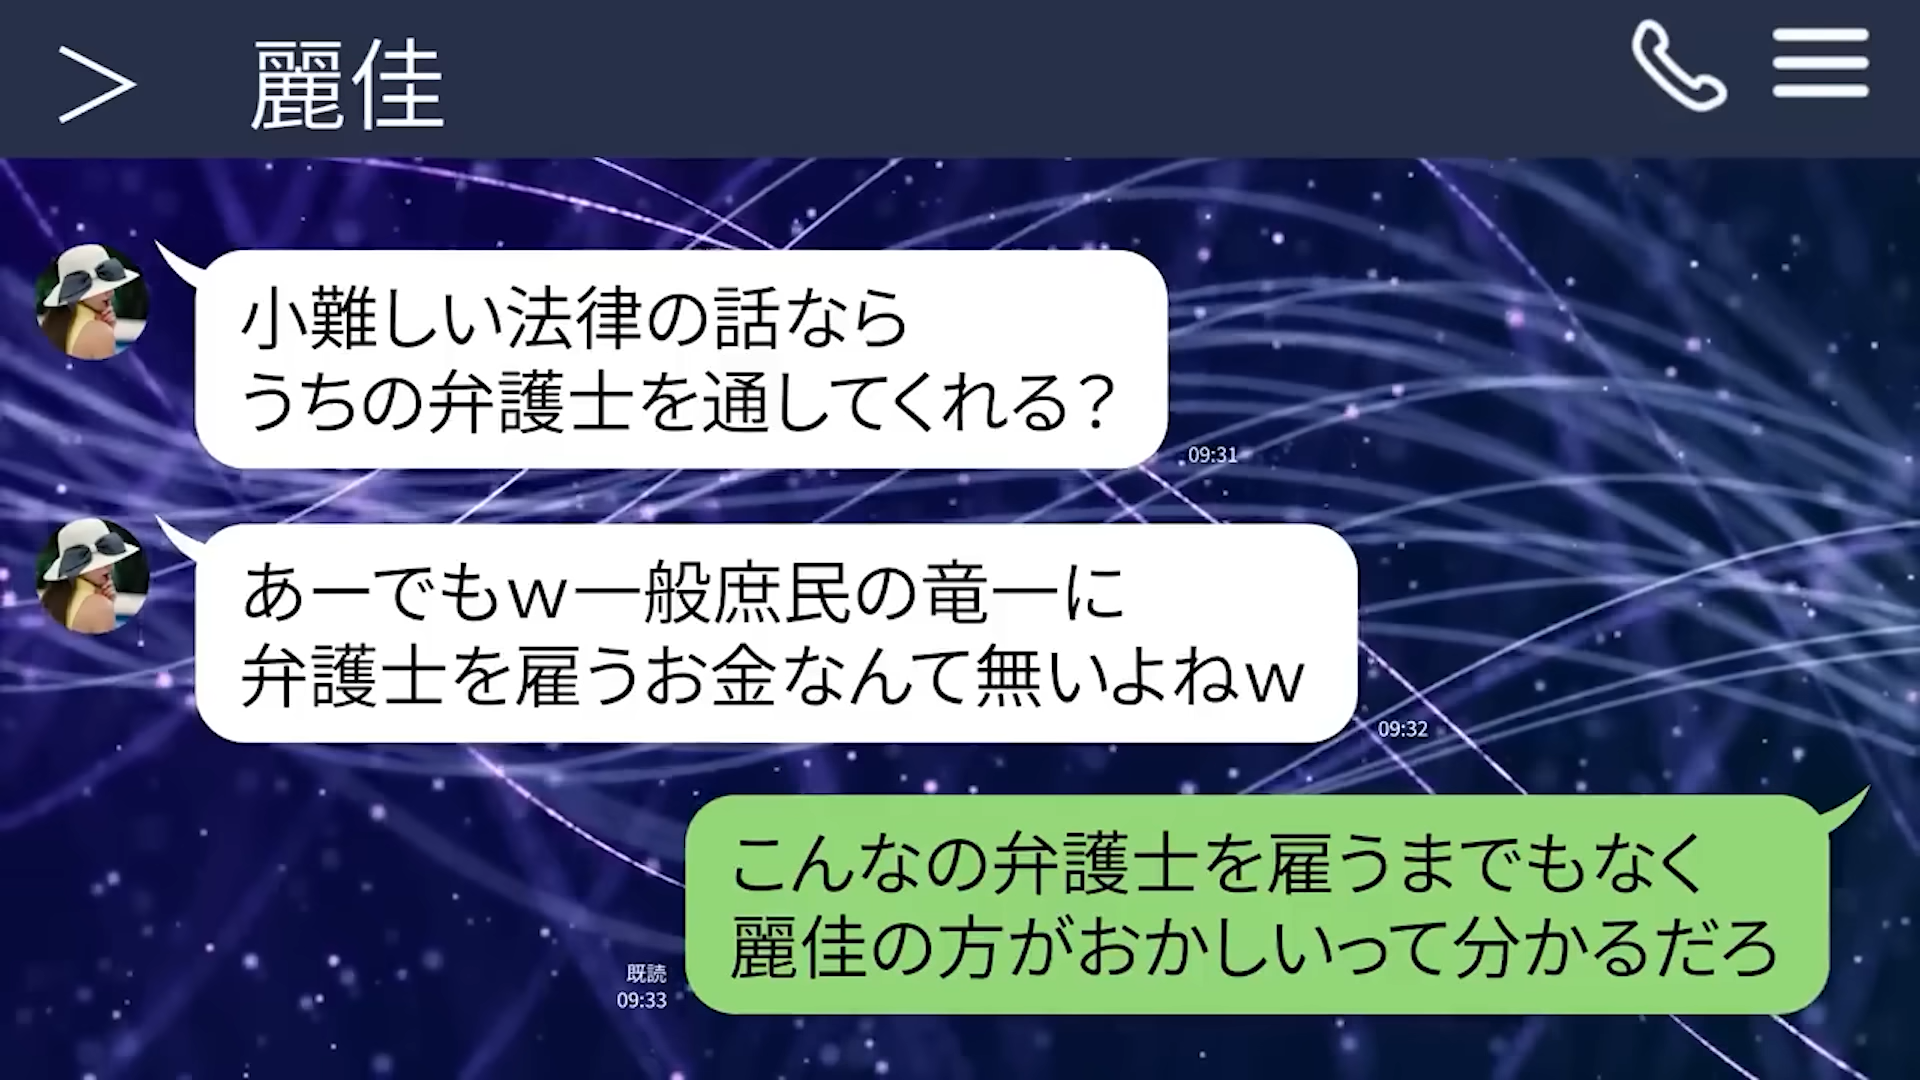 ＞ 麗佳
小難しい法律の話なら
うちの弁護士を通してくれる？
09:31
あーでもｗ一般庶民の竜一に
弁護士を雇うお金なんて無いよねｗ
09:32
こんなの弁護士を雇うまでもなく
麗佳の方がおかしいって分かるだろ
既読
09:33